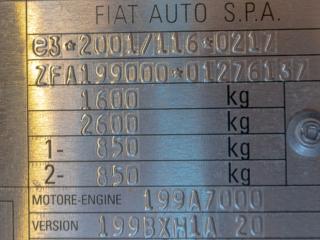 FIAT AUTO S.P.A.
e3*2001/116*0217
ZFA199000*01276137
1600 kg
2600 kg
1- 850 kg
2- 850 kg
MOTORE-ENGINE 199A7000
VERSION 199BXH1A 20